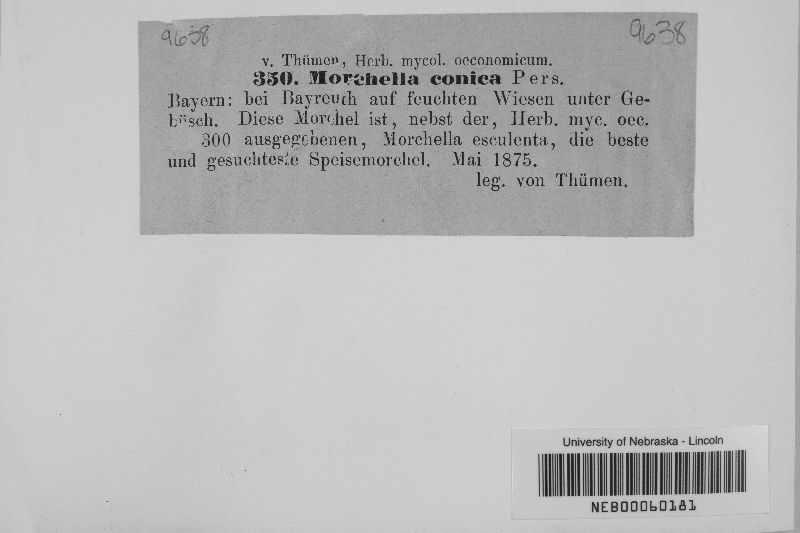 9638
9638
v. Thümen, Herb. mycol. oeconomicum.
350. Morchella conica Pers.
Bayern: bei Bayreuth auf feuchten Wiesen unter Ge-
büsch. Diese Morchel ist, nebst der, Herb. myc. oec.
300 ausgegebenen, Morchella esculenta, die beste
und gesuchteste Speisemorchel. Mai 1875.
leg. von Thümen.
University of Nebraska - Lincoln
NEB00060181